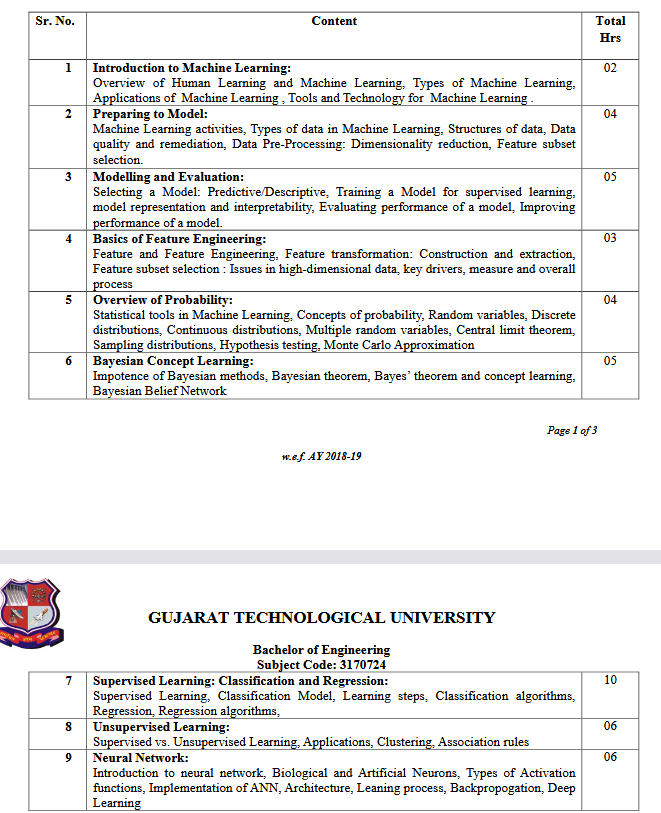 Sr. No. Content Total
Hrs
1 Introduction to Machine Learning: 02
Overview of Human Learning and Machine Learning, Types of Machine Learning,
Applications of Machine Learning , Tools and Technology for Machine Learning .
2 Preparing to Model: 04
Machine Learning activities, Types of data in Machine Learning, Structures of data, Data
quality and remediation, Data Pre-Processing: Dimensionality reduction, Feature subset
selection.
3 Modelling and Evaluation: 05
Selecting a Model: Predictive/Descriptive, Training a Model for supervised learning,
model representation and interpretability, Evaluating performance of a model, Improving
performance of a model.
4 Basics of Feature Engineering: 03
Feature and Feature Engineering, Feature transformation: Construction and extraction,
Feature subset selection : Issues in high-dimensional data, key drivers, measure and overall
process
5 Overview of Probability: 04
Statistical tools in Machine Learning, Concepts of probability, Random variables, Discrete
distributions, Continuous distributions, Multiple random variables, Central limit theorem,
Sampling distributions, Hypothesis testing, Monte Carlo Approximation
6 Bayesian Concept Learning: 05
Impotence of Bayesian methods, Bayesian theorem, Bayes’ theorem and concept learning,
Bayesian Belief Network
Page 1 of 3
w.e.f. AY 2018-19
GUJARAT TECHNOLOGICAL UNIVERSITY
Bachelor of Engineering
Subject Code: 3170724
7 Supervised Learning: Classification and Regression: 10
Supervised Learning, Classification Model, Learning steps, Classification algorithms,
Regression, Regression algorithms,
8 Unsupervised Learning: 06
Supervised vs. Unsupervised Learning, Applications, Clustering, Association rules
9 Neural Network: 06
Introduction to neural network, Biological and Artificial Neurons, Types of Activation
functions, Implementation of ANN, Architecture, Leaning process, Backpropogation, Deep
Learning